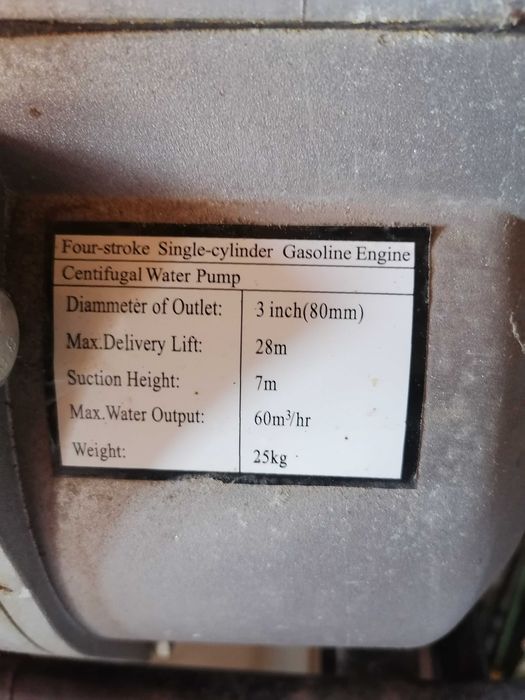 Four-stroke Single-cylinder Gasoline Engine
Centifugal Water Pump
Diammeter of Outlet: 3 inch(80mm)
Max.Delivery Lift: 28m
Suction Height: 7m
Max.Water Output: 60m³/hr
Weight: 25kg